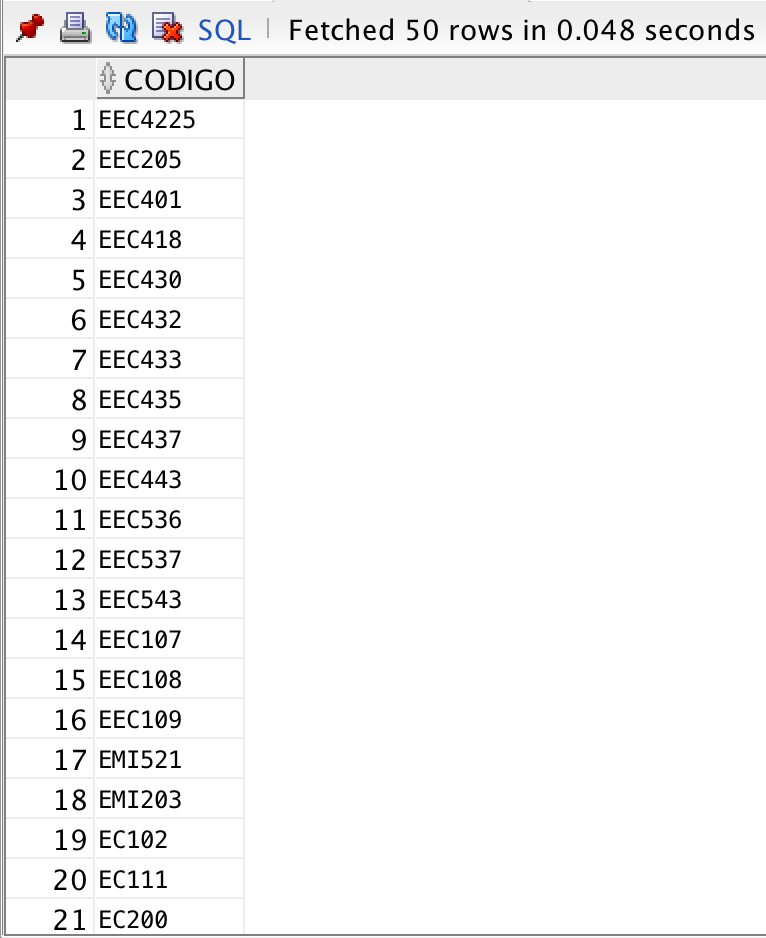 SQL | Fetched 50 rows in 0.048 seconds
CODIGO
1 EEC4225
2 EEC205
3 EEC401
4 EEC418
5 EEC430
6 EEC432
7 EEC433
8 EEC435
9 EEC437
10 EEC443
11 EEC536
12 EEC537
13 EEC543
14 EEC107
15 EEC108
16 EEC109
17 EMI521
18 EMI203
19 EC102
20 EC111
21 EC200